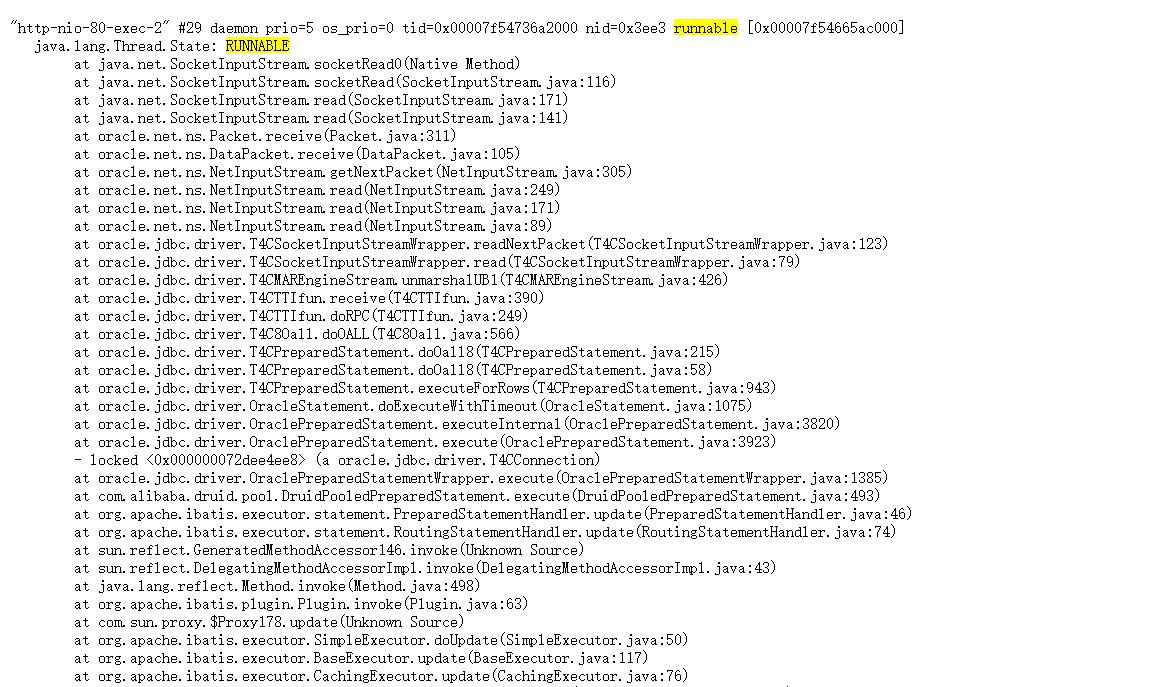 "http-nio-80-exec-2" #29 daemon prio=5 os_prio=0 tid=0x00007f54736a2000 nid=0x3ee3 runnable [0x00007f54665ac000]
java.lang.Thread.State: RUNNABLE
at java.net.SocketInputStream.socketRead0(Native Method)
at java.net.SocketInputStream.socketRead(SocketInputStream.java:116)
at java.net.SocketInputStream.read(SocketInputStream.java:171)
at java.net.SocketInputStream.read(SocketInputStream.java:141)
at oracle.net.ns.Packet.receive(Packet.java:311)
at oracle.net.ns.DataPacket.receive(DataPacket.java:105)
at oracle.net.ns.NetInputStream.getNextPacket(NetInputStream.java:305)
at oracle.net.ns.NetInputStream.read(NetInputStream.java:249)
at oracle.net.ns.NetInputStream.read(NetInputStream.java:171)
at oracle.net.ns.NetInputStream.read(NetInputStream.java:89)
at oracle.jdbc.driver.T4CSocketInputStreamWrapper.readNextPacket(T4CSocketInputStreamWrapper.java:123)
at oracle.jdbc.driver.T4CSocketInputStreamWrapper.read(T4CSocketInputStreamWrapper.java:79)
at oracle.jdbc.driver.T4CMAREngineStream.unmarshalUB1(T4CMAREngineStream.java:426)
at oracle.jdbc.driver.T4CTTIfun.receive(T4CTTIfun.java:390)
at oracle.jdbc.driver.T4CTTIfun.doRPC(T4CTTIfun.java:249)
at oracle.jdbc.driver.T4C8Oall.doOALL(T4C8Oall.java:566)
at oracle.jdbc.driver.T4CPreparedStatement.doOall8(T4CPreparedStatement.java:215)
at oracle.jdbc.driver.T4CPreparedStatement.doOall8(T4CPreparedStatement.java:58)
at oracle.jdbc.driver.T4CPreparedStatement.executeForRows(T4CPreparedStatement.java:943)
at oracle.jdbc.driver.OracleStatement.doExecuteWithTimeout(OracleStatement.java:1075)
at oracle.jdbc.driver.OraclePreparedStatement.executeInternal(OraclePreparedStatement.java:3820)
at oracle.jdbc.driver.OraclePreparedStatement.execute(OraclePreparedStatement.java:3923)
- locked <0x000000072dee4ee8> (a oracle.jdbc.driver.T4CConnection)
at oracle.jdbc.driver.OraclePreparedStatementWrapper.execute(OraclePreparedStatementWrapper.java:1385)
at com.alibaba.druid.pool.DruidPooledPreparedStatement.execute(DruidPooledPreparedStatement.java:493)
at org.apache.ibatis.executor.statement.PreparedStatementHandler.update(PreparedStatementHandler.java:46)
at org.apache.ibatis.executor.statement.RoutingStatementHandler.update(RoutingStatementHandler.java:74)
at sun.reflect.GeneratedMethodAccessor146.invoke(Unknown Source)
at sun.reflect.DelegatingMethodAccessorImpl.invoke(DelegatingMethodAccessorImpl.java:43)
at java.lang.reflect.Method.invoke(Method.java:498)
at org.apache.ibatis.plugin.Plugin.invoke(Plugin.java:63)
at com.sun.proxy.$Proxy178.update(Unknown Source)
at org.apache.ibatis.executor.SimpleExecutor.doUpdate(SimpleExecutor.java:50)
at org.apache.ibatis.executor.BaseExecutor.update(BaseExecutor.java:117)
at org.apache.ibatis.executor.CachingExecutor.update(CachingExecutor.java:76)